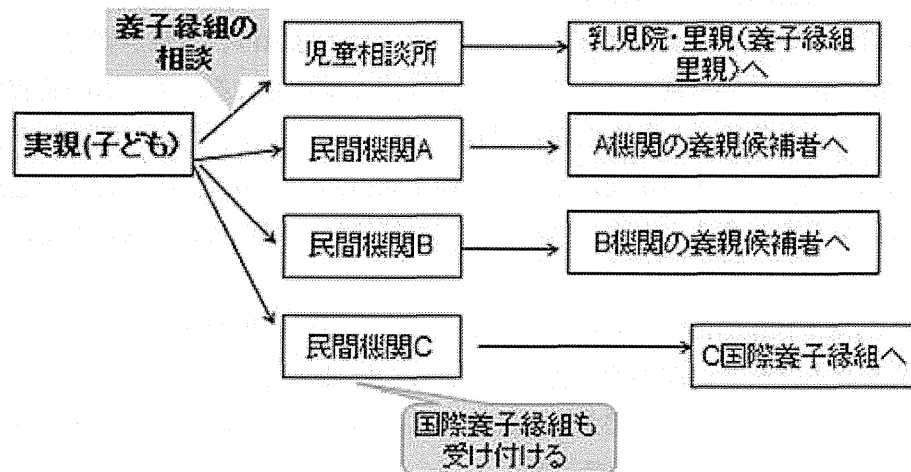 養子縁組の
相談
児童相談所
乳児院・里親(養子縁組
里親)へ
実親(子ども)
民間機関A
A機関の養親候補者へ
民間機関B
B機関の養親候補者へ
民間機関C
C国際養子縁組へ
国際養子縁組も
受け付ける